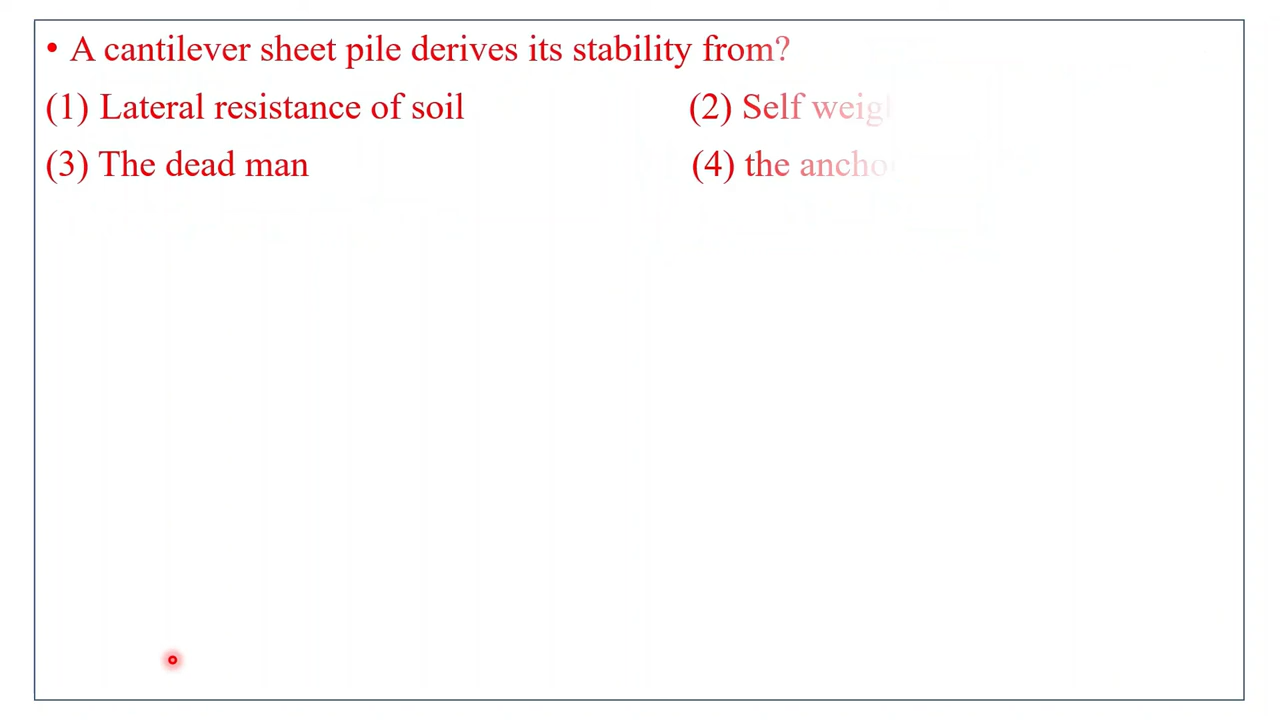 • A cantilever sheet pile derives its stability from?
(1) Lateral resistance of soil (2) Self
(3) The dead man (4) the